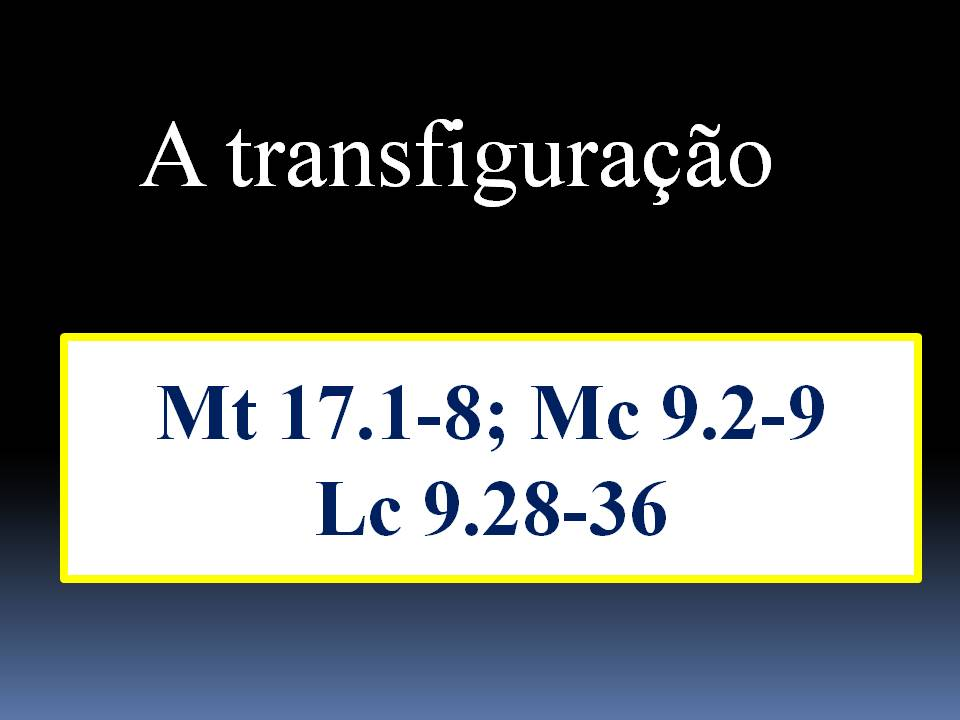 A transfiguração
Mt 17.1-8; Mc 9.2-9
Lc 9.28-36